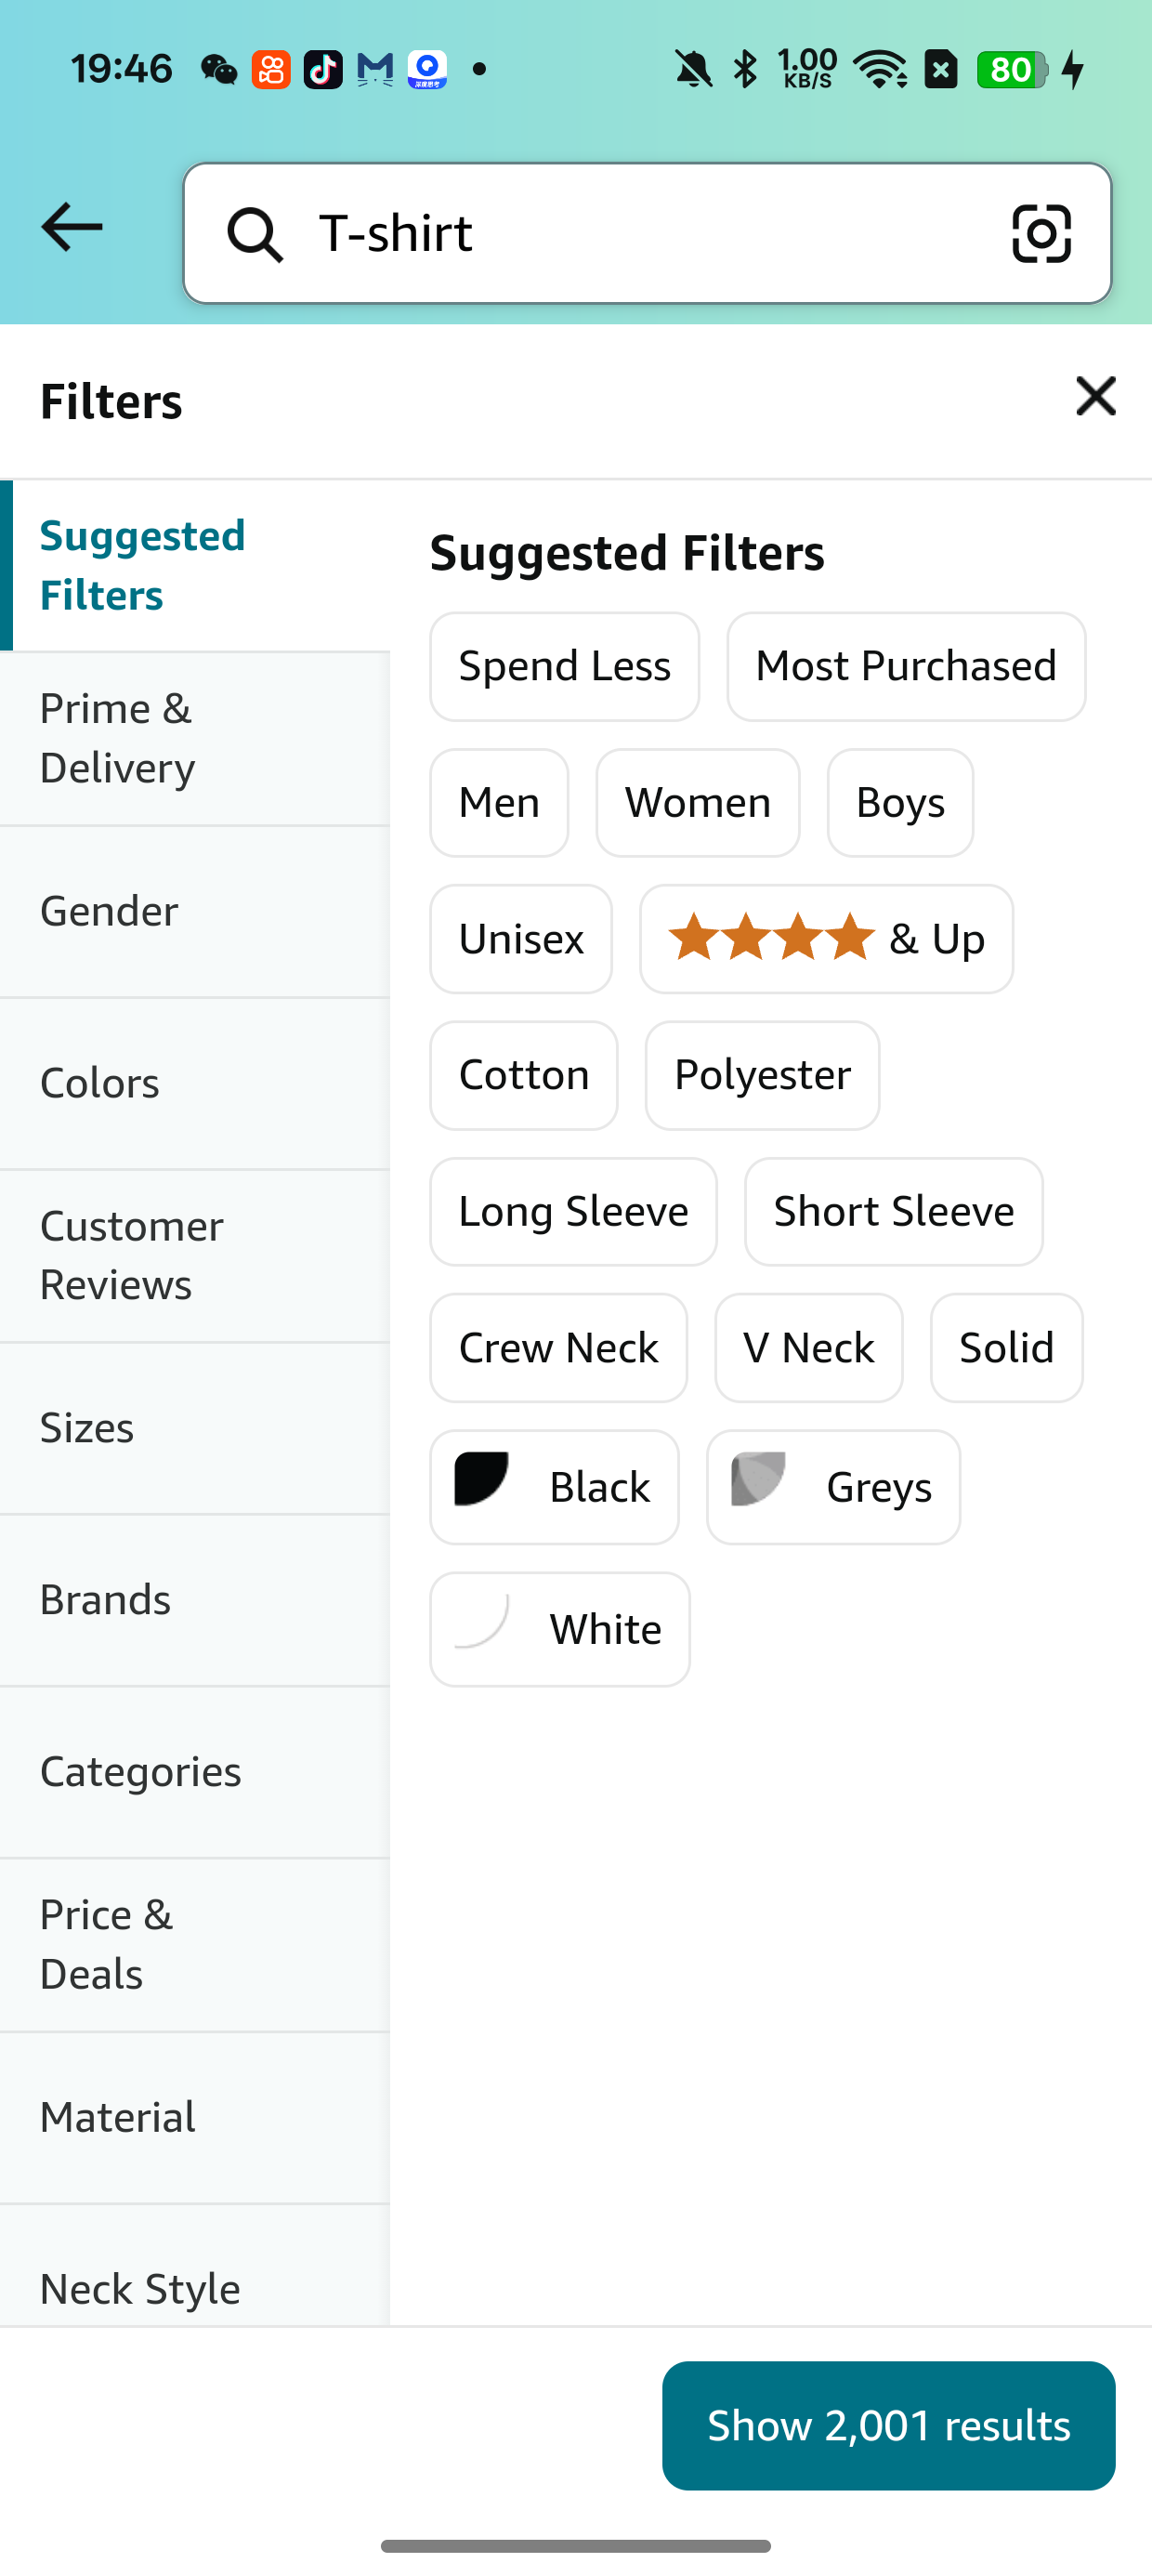 19:46
1.00
KB/S
80
T-shirt
Filters
Suggested
Filters
Prime &
Delivery
Gender
Colors
Customer
Reviews
Sizes
Brands
Categories
Price &
Deals
Material
Neck Style
Suggested Filters
Spend Less
Most Purchased
Men
Women
Boys
Unisex
& Up
Cotton
Polyester
Long Sleeve
Short Sleeve
Crew Neck
V Neck
Solid
Black
Greys
White
Show 2,001 results